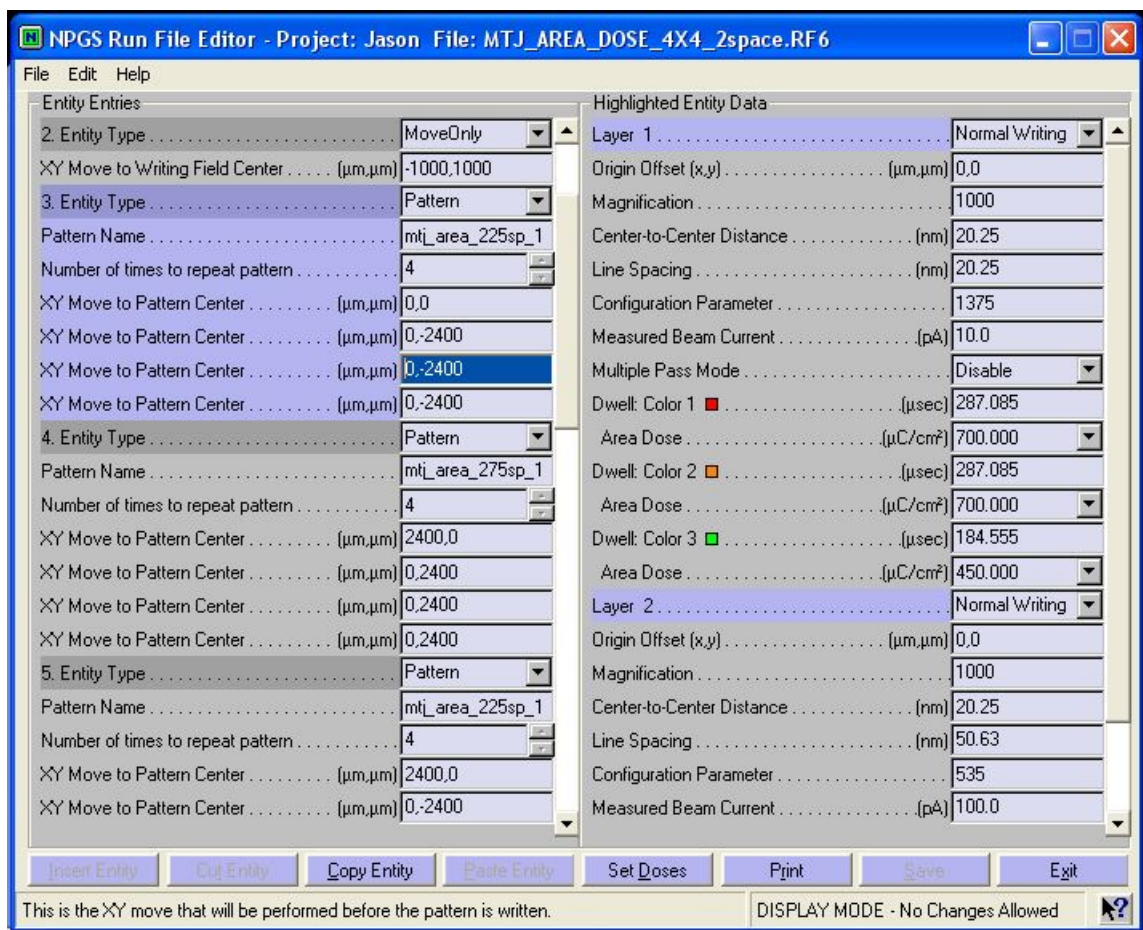 NPGS Run File Editor - Project: Jason  File: MTJ_AREA_DOSE_4X4_2space.RF6
File Edit Help
Entity Entries
2. Entity Type . . . . . . . . . . MoveOnly
XY Move to Writing Field Center . . . . . (µm,µm) -1000,1000
3. Entity Type . . . . . . . . . . Pattern
Pattern Name . . . . . . . . . . mtj_area_225sp_1
Number of times to repeat pattern . . . . . . . . . . 4
XY Move to Pattern Center . . . . . . . . . (µm,µm) 0,0
XY Move to Pattern Center . . . . . . . . . (µm,µm) 0,-2400
XY Move to Pattern Center . . . . . . . . . (µm,µm) 0,-2400
XY Move to Pattern Center . . . . . . . . . (µm,µm) 0,-2400
4. Entity Type . . . . . . . . . . Pattern
Pattern Name . . . . . . . . . . mtj_area_275sp_1
Number of times to repeat pattern . . . . . . . . . . 4
XY Move to Pattern Center . . . . . . . . . (µm,µm) 2400,0
XY Move to Pattern Center . . . . . . . . . (µm,µm) 0,2400
XY Move to Pattern Center . . . . . . . . . (µm,µm) 0,2400
XY Move to Pattern Center . . . . . . . . . (µm,µm) 0,2400
5. Entity Type . . . . . . . . . . Pattern
Pattern Name . . . . . . . . . . mtj_area_225sp_1
Number of times to repeat pattern . . . . . . . . . . 4
XY Move to Pattern Center . . . . . . . . . (µm,µm) 2400,0
XY Move to Pattern Center . . . . . . . . . (µm,µm) 0,-2400
Highlighted Entity Data
Layer 1 . . . . . . . . . . Normal Writing
Origin Offset (x,y) . . . . . . . . . . (µm,µm) 0,0
Magnification . . . . . . . . . . 1000
Center-to-Center Distance . . . . . . . . . . (nm) 20.25
Line Spacing . . . . . . . . . . (nm) 20.25
Configuration Parameter . . . . . . . . . . 1375
Measured Beam Current . . . . . . . . . . (pA) 10.0
Multiple Pass Mode . . . . . . . . . . Disable
Dwell: Color 1 . . . . . . . . . . (µsec) 287.085
Area Dose . . . . . . . . . . (µC/cm²) 700.000
Dwell: Color 2 . . . . . . . . . . (µsec) 287.085
Area Dose . . . . . . . . . . (µC/cm²) 700.000
Dwell: Color 3 . . . . . . . . . . (µsec) 184.555
Area Dose . . . . . . . . . . (µC/cm²) 450.000
Layer 2 . . . . . . . . . . Normal Writing
Origin Offset (x,y) . . . . . . . . . . (µm,µm) 0,0
Magnification . . . . . . . . . . 1000
Center-to-Center Distance . . . . . . . . . . (nm) 20.25
Line Spacing . . . . . . . . . . (nm) 50.63
Configuration Parameter . . . . . . . . . . 535
Measured Beam Current . . . . . . . . . . (pA) 100.0
Insert Entity Cut Entity Copy Entity Paste Entity Set Doses Print Save Exit
This is the XY move that will be performed before the pattern is written. DISPLAY MODE - No Changes Allowed